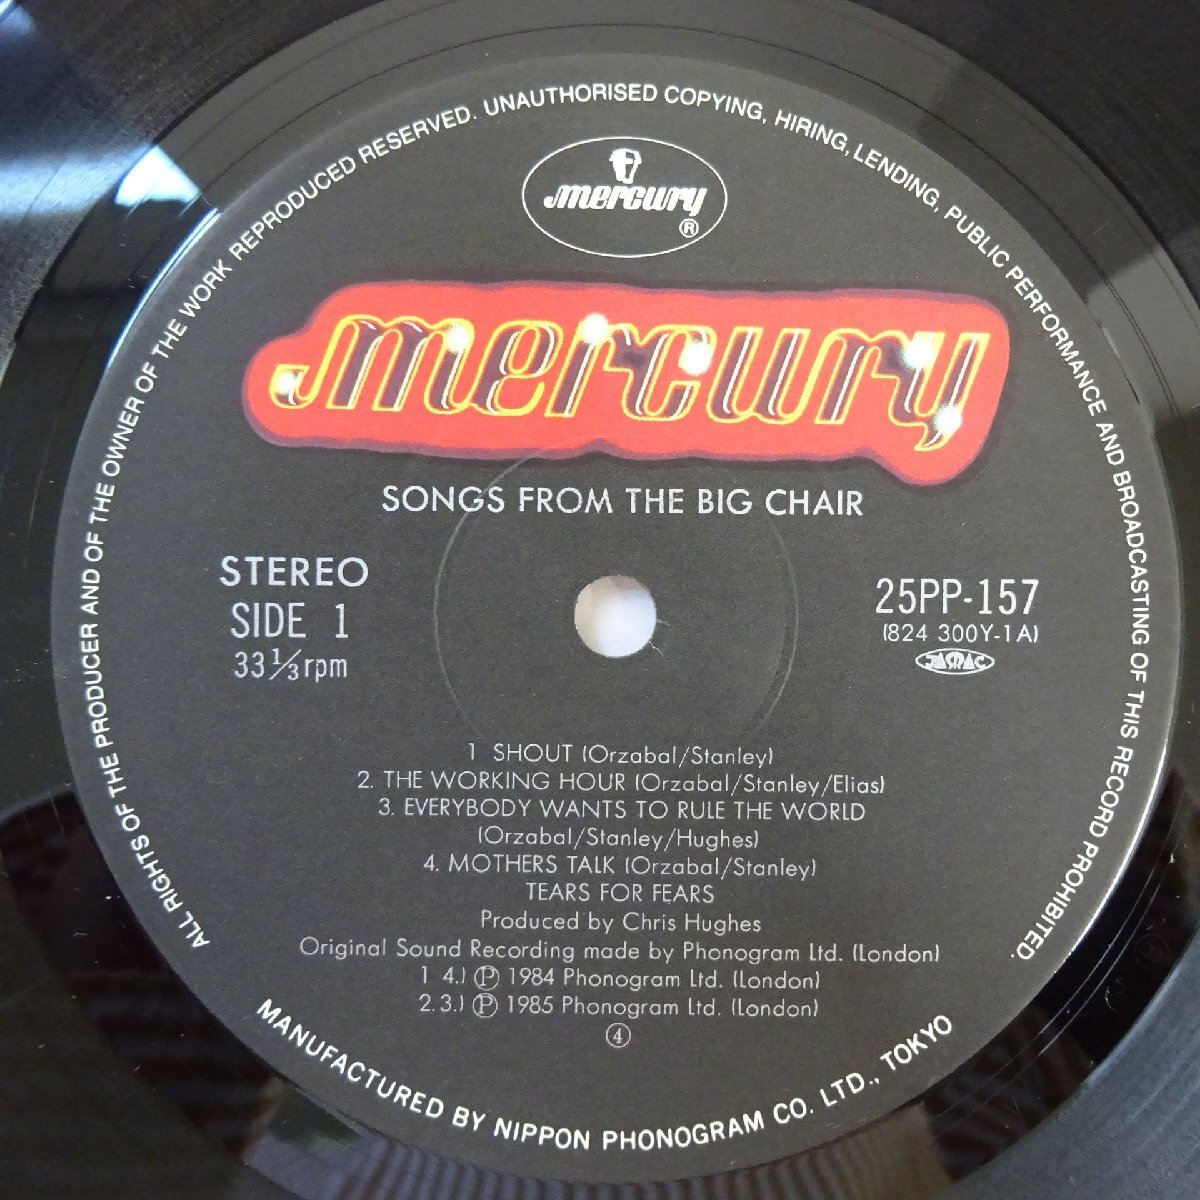 ALL RIGHTS OF THE PRODUCER AND OF THE OWNER OF THE WORK REPRODUCED RESERVED. UNAUTHORISED COPYING, HIRING, LENDING, PUBLIC PERFORMANCE AND BROADCASTING OF THIS RECORD PROHIBITED.
mercury
®
mercury
SONGS FROM THE BIG CHAIR
STEREO
SIDE 1
33 1/3 rpm
25PP-157
(824 300Y-1A)
JASRAC
1 SHOUT (Orzabal/Stanley)
2. THE WORKING HOUR (Orzabal/Stanley/Elias)
3. EVERYBODY WANTS TO RULE THE WORLD
(Orzabal/Stanley/Hughes)
4. MOTHERS TALK (Orzabal/Stanley)
TEARS FOR FEARS
Produced by Chris Hughes
Original Sound Recording made by Phonogram Ltd. (London)
1 4.) Ⓟ 1984 Phonogram Ltd. (London)
2.3.) Ⓟ 1985 Phonogram Ltd. (London)
④
MANUFACTURED BY NIPPON PHONOGRAM CO. LTD., TOKYO